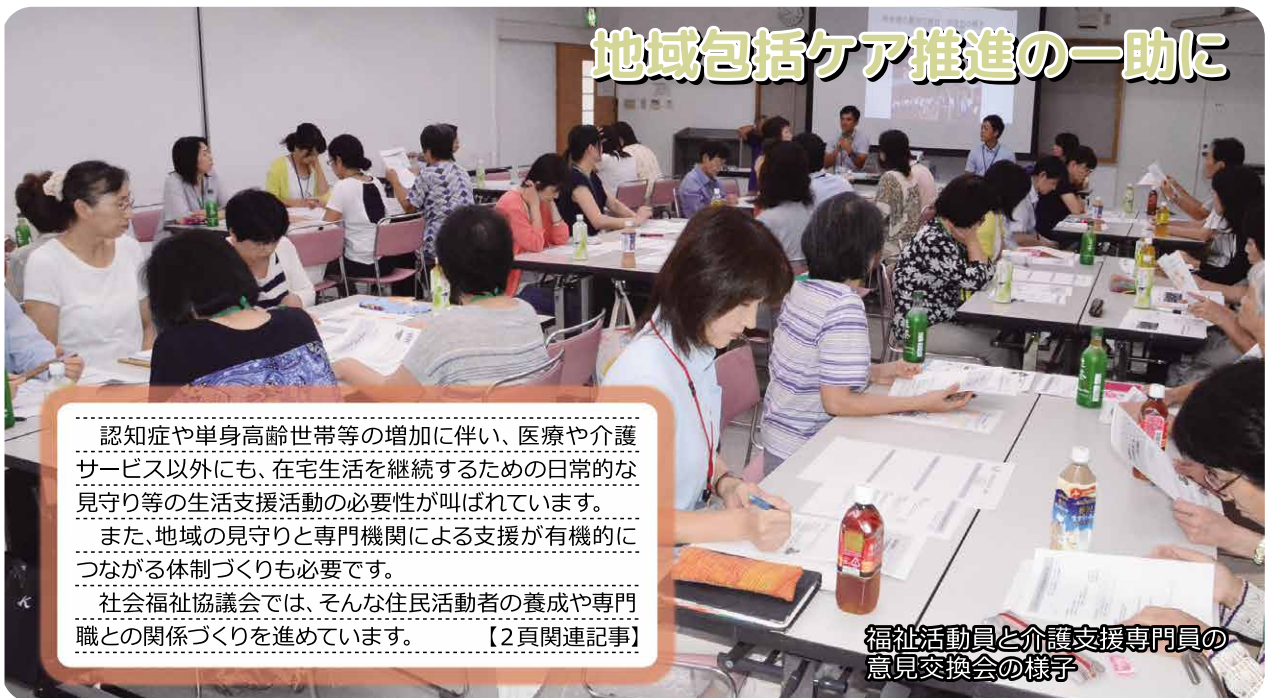 地域包括ケア推進の一助に
認知症や単身高齢世帯等の増加に伴い、医療や介護
サービス以外にも、在宅生活を継続するための日常的な
見守り等の生活支援活動の必要性が叫ばれています。
また、地域の見守りと専門機関による支援が有機的に
つながる体制づくりも必要です。
社会福祉協議会では、そんな住民活動者の養成や専門
職との関係づくりを進めています。 【2頁関連記事】
福祉活動員と介護支援専門員の
意見交換会の様子